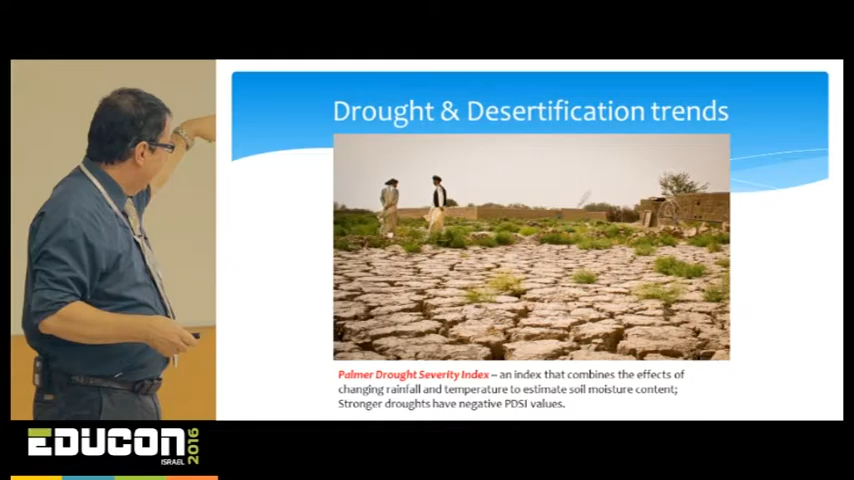 Drought & Desertification trends
Palmer Drought Severity Index – an index that combines the effects of
changing rainfall and temperature to estimate soil moisture content;
Stronger droughts have negative PDSI values.
EDUCON
ISRAEL
2016